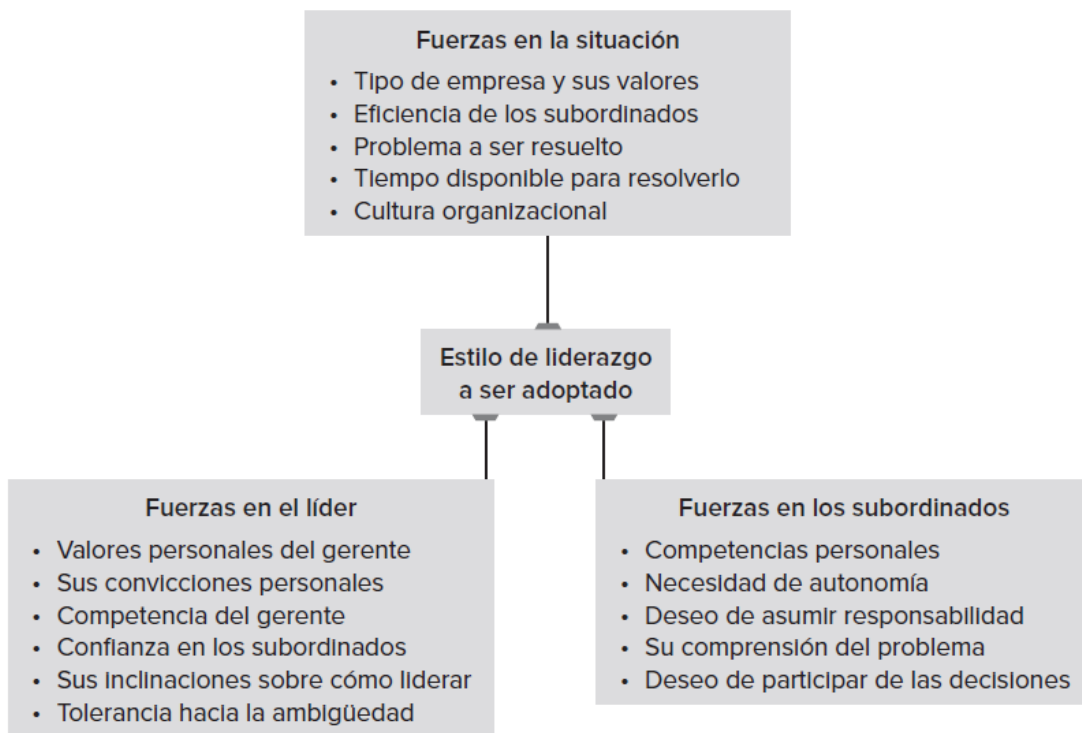 Fuerzas en la situación
• Tipo de empresa y sus valores
• Eficiencia de los subordinados
• Problema a ser resuelto
• Tiempo disponible para resolverlo
• Cultura organizacional
Estilo de liderazgo
a ser adoptado
Fuerzas en el líder
• Valores personales del gerente
• Sus convicciones personales
• Competencia del gerente
• Confianza en los subordinados
• Sus inclinaciones sobre cómo liderar
• Tolerancia hacia la ambigüedad
Fuerzas en los subordinados
• Competencias personales
• Necesidad de autonomía
• Deseo de asumir responsabilidad
• Su comprensión del problema
• Deseo de participar de las decisiones